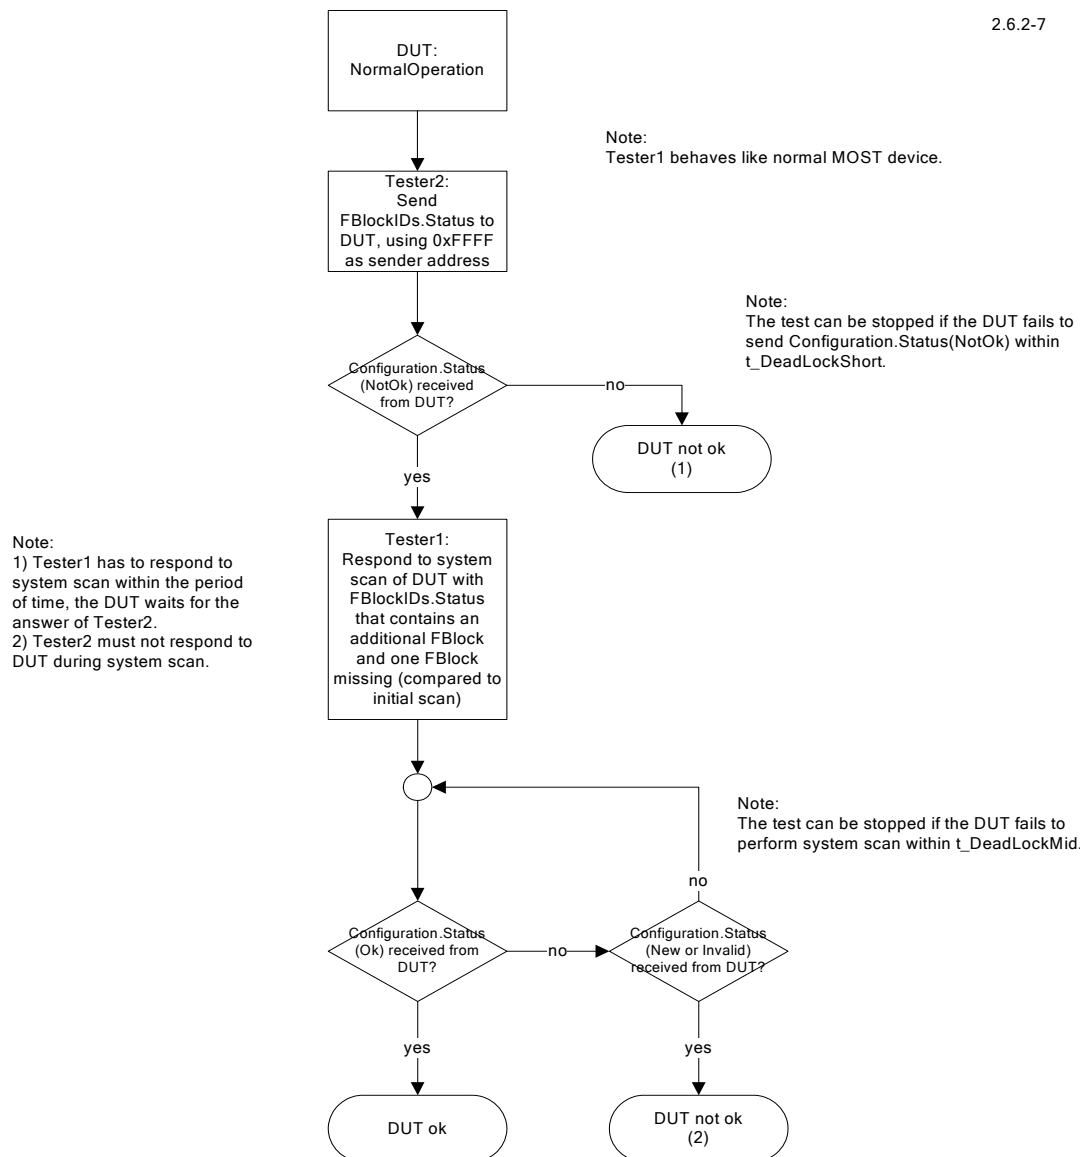 2.6.2-7
DUT:
NormalOperation
Note:
Tester1 behaves like normal MOST device.
Tester2:
Send
FBlockIDs.Status to
DUT, using 0xFFFF
as sender address
Note:
The test can be stopped if the DUT fails to
send Configuration.Status(NotOk) within
t_DeadLockShort.
Configuration.Status
(NotOk) received
from DUT?
no
DUT not ok
(1)
yes
Note:
1) Tester1 has to respond to
system scan within the period
of time, the DUT waits for the
answer of Tester2.
2) Tester2 must not respond to
DUT during system scan.
Tester1:
Respond to system
scan of DUT with
FBlockIDs.Status
that contains an
additional FBlock
and one FBlock
missing (compared to
initial scan)
Note:
The test can be stopped if the DUT fails to
perform system scan within t_DeadLockMid.
no
Configuration.Status
(Ok) received from
DUT?
no
Configuration.Status
(New or Invalid)
received from DUT?
yes
yes
DUT ok
DUT not ok
(2)